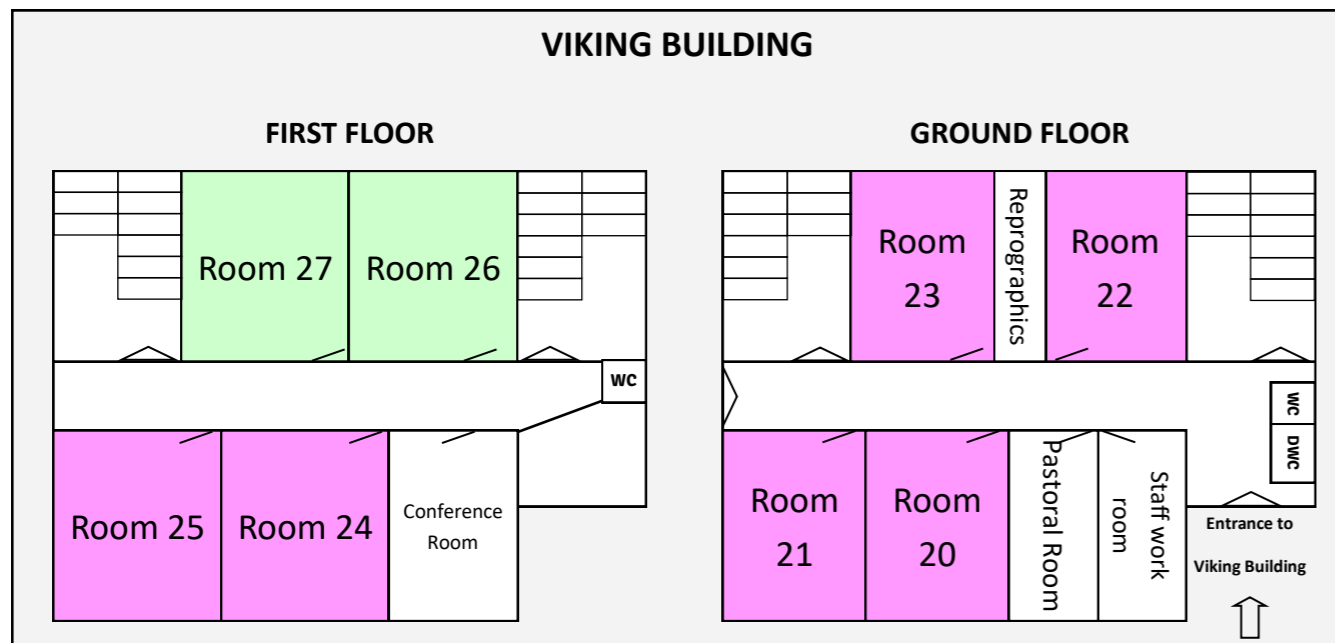 VIKING BUILDING
FIRST FLOOR
Room 27
Room 26
WC
Room 25
Room 24
Conference
Room
GROUND FLOOR
Room
23
Reprographics
Room
22
WC
DWC
Room
21
Room
20
Pastoral Room
Staff work
room
Entrance to
Viking Building